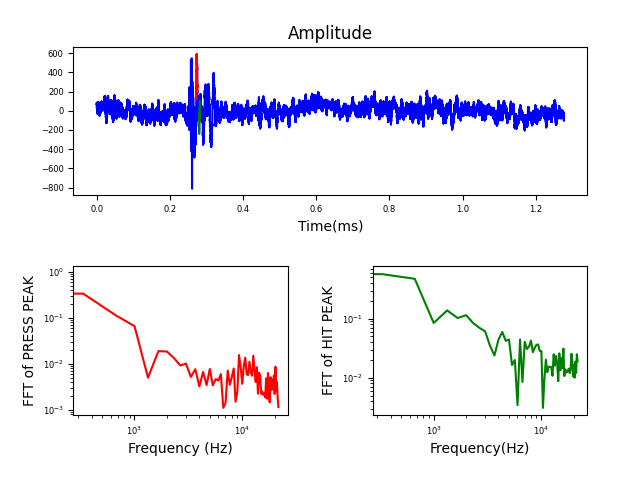 Amplitude
600
400
200
0
−200
−400
−600
−800
0.0 0.2 0.4 0.6 0.8 1.0 1.2
Time(ms)
FFT of PRESS PEAK
10⁰
10⁻¹
10⁻²
10⁻³
10³ 10⁴
Frequency (Hz)
FFT of HIT PEAK
10⁻¹
10⁻²
10³ 10⁴
Frequency(Hz)